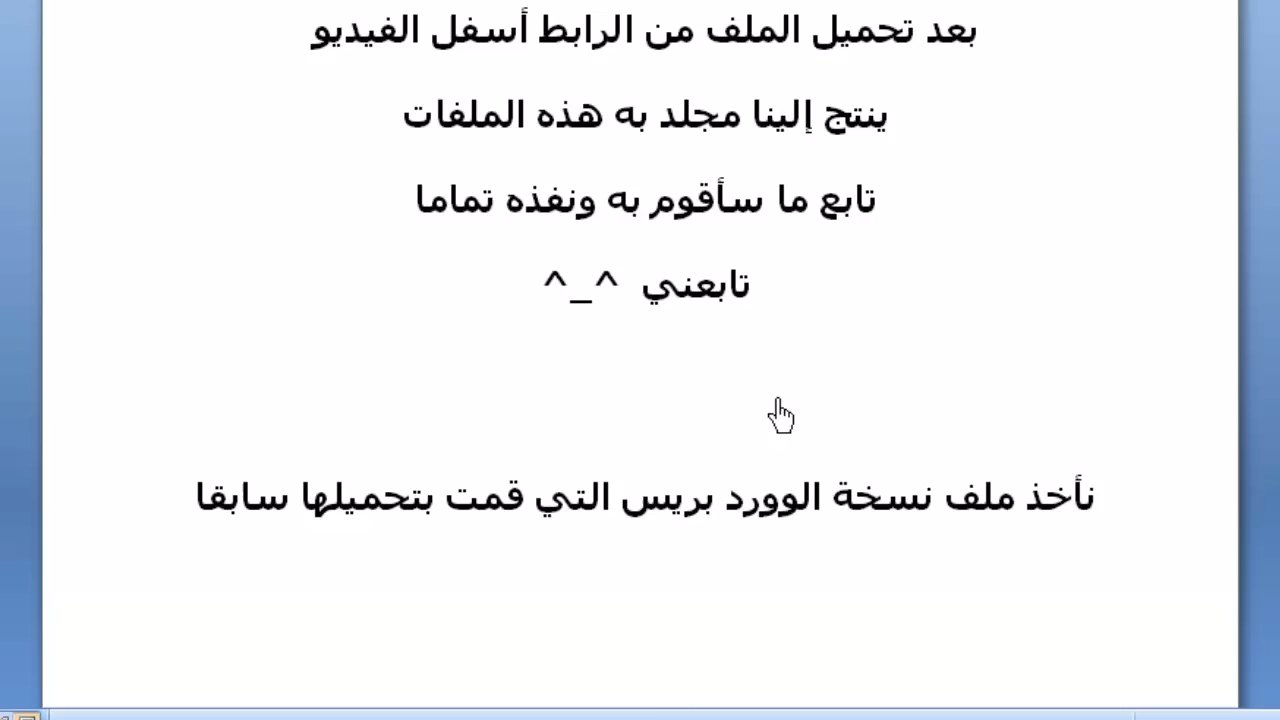 بعد تحميل الملف من الرابط أسفل الفيديو
ينتج إلينا مجلد به هذه الملفات
تابع ما سأقوم به ونفذه تماما
تابعني ^_^
نأخذ ملف نسخة الوورد بريس التي قمت بتحميلها سابقا